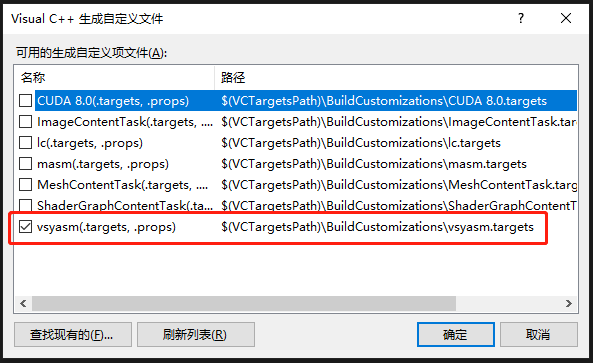 Visual C++ 生成自定义文件
可用的生成自定义项文件(A):
名称 路径
CUDA 8.0(.targets, .props) $(VCTargetsPath)\BuildCustomizations\CUDA 8.0.targets
ImageContentTask(.targets, .... $(VCTargetsPath)\BuildCustomizations\ImageContentTask.tar
lc(.targets, .props) $(VCTargetsPath)\BuildCustomizations\lc.targets
masm(.targets, .props) $(VCTargetsPath)\BuildCustomizations\masm.targets
MeshContentTask(.targets, .... $(VCTargetsPath)\BuildCustomizations\MeshContentTask.targ
ShaderGraphContentTask(.ta... $(VCTargetsPath)\BuildCustomizations\ShaderGraphContentT
vsyasm(.targets, .props) $(VCTargetsPath)\BuildCustomizations\vsyasm.targets
查找现有的(F)... 刷新列表(R) 确定 取消